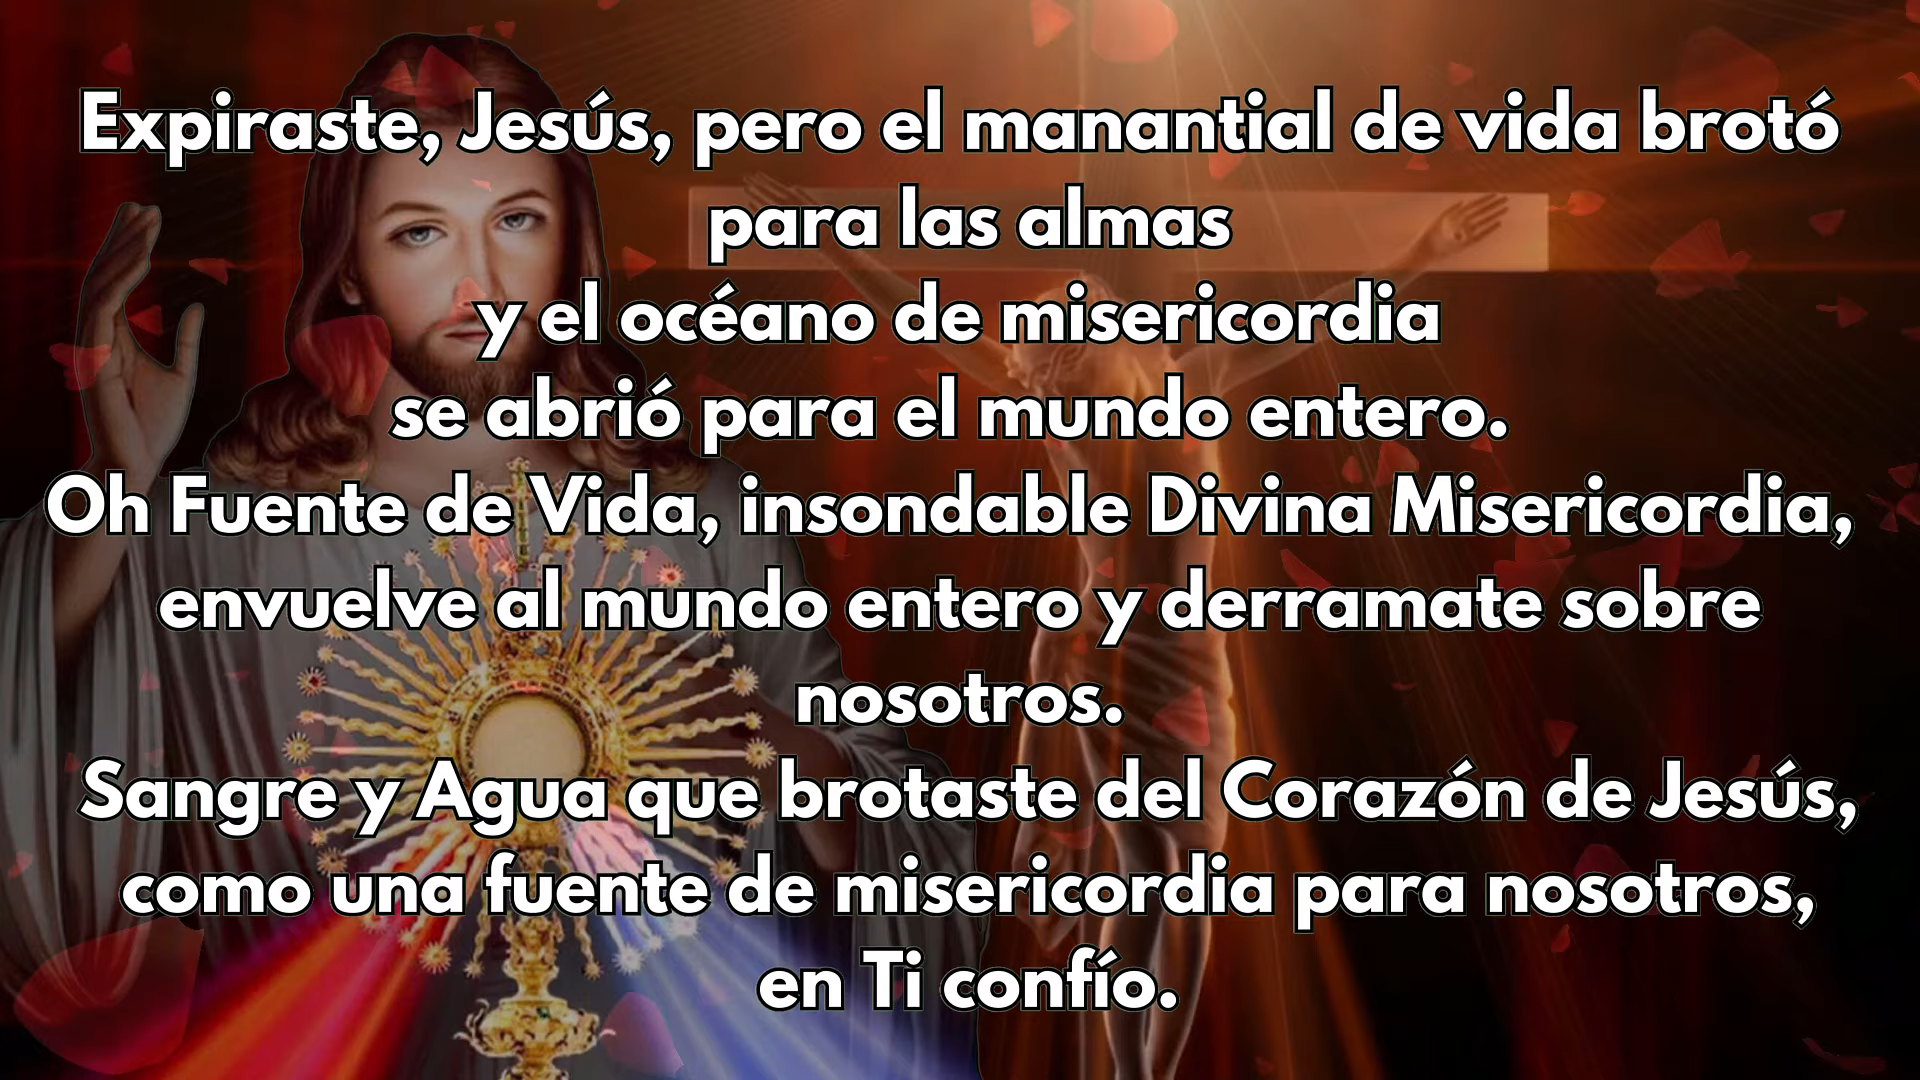 Expiraste, Jesús, pero el manantial de vida brotó
para las almas
y el océano de misericordia
se abrió para el mundo entero.
Oh Fuente de Vida, insondable Divina Misericordia,
envuelve al mundo entero y derramate sobre
nosotros.
Sangre y Agua que brotaste del Corazón de Jesús,
como una fuente de misericordia para nosotros,
en Ti confío.